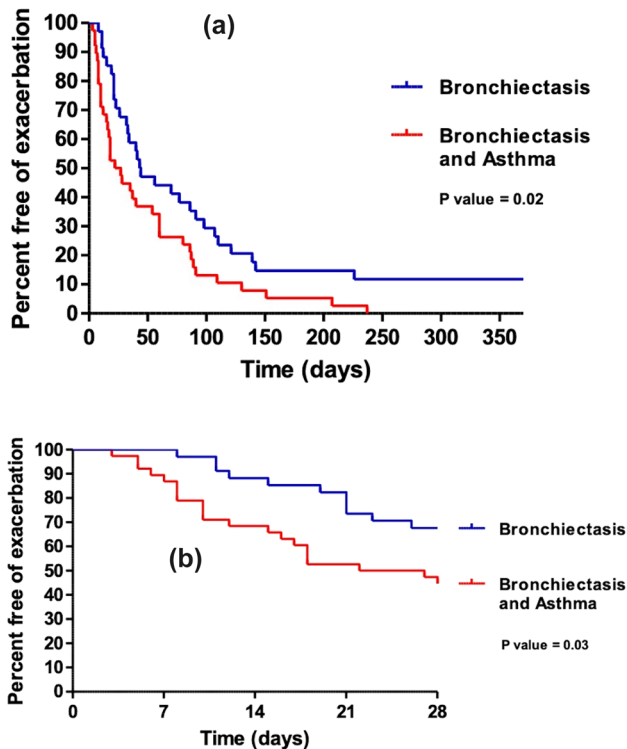 (a)
Percent free of exacerbation
100
90
80
70
60
50
40
30
20
10
0
0 50 100 150 200 250 300 350
Time (days)
Bronchiectasis
Bronchiectasis
and Asthma
P value = 0.02
(b)
Percent free of exacerbation
100
90
80
70
60
50
40
30
20
10
0
0 7 14 21 28
Time (days)
Bronchiectasis
Bronchiectasis
and Asthma
P value = 0.03